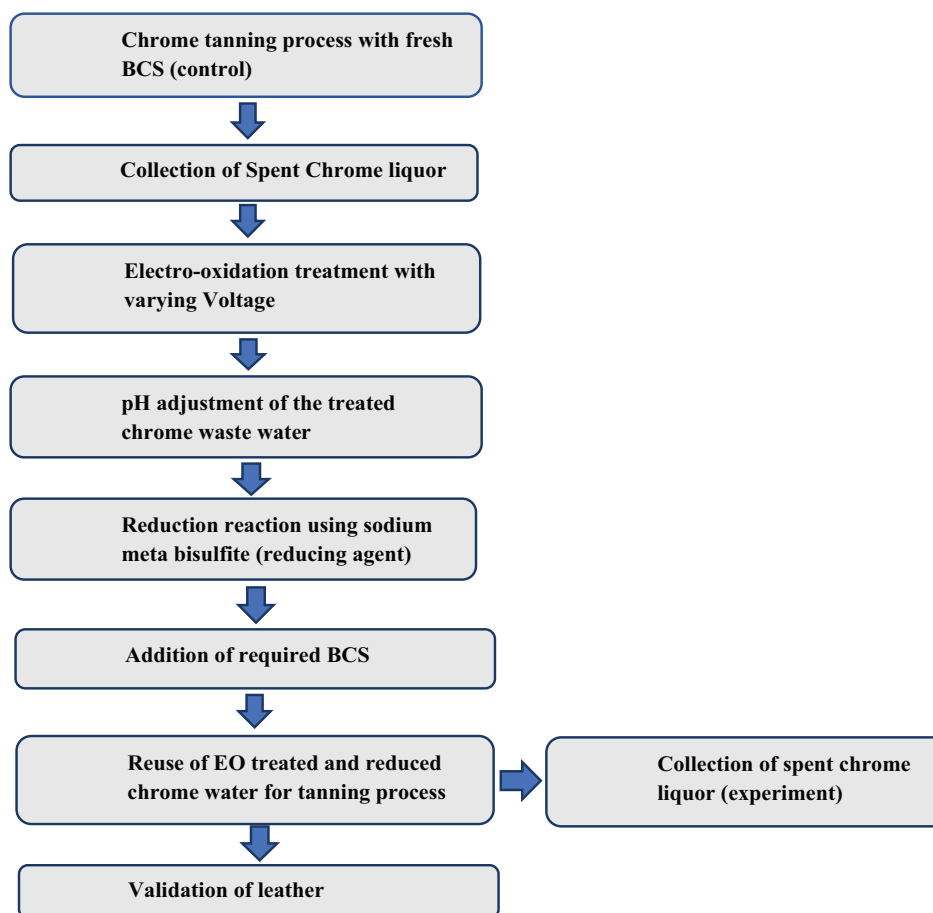 Chrome tanning process with fresh
BCS (control)
Collection of Spent Chrome liquor
Electro-oxidation treatment with
varying Voltage
pH adjustment of the treated
chrome waste water
Reduction reaction using sodium
meta bisulfite (reducing agent)
Addition of required BCS
Reuse of EO treated and reduced
chrome water for tanning process
Collection of spent chrome
liquor (experiment)
Validation of leather